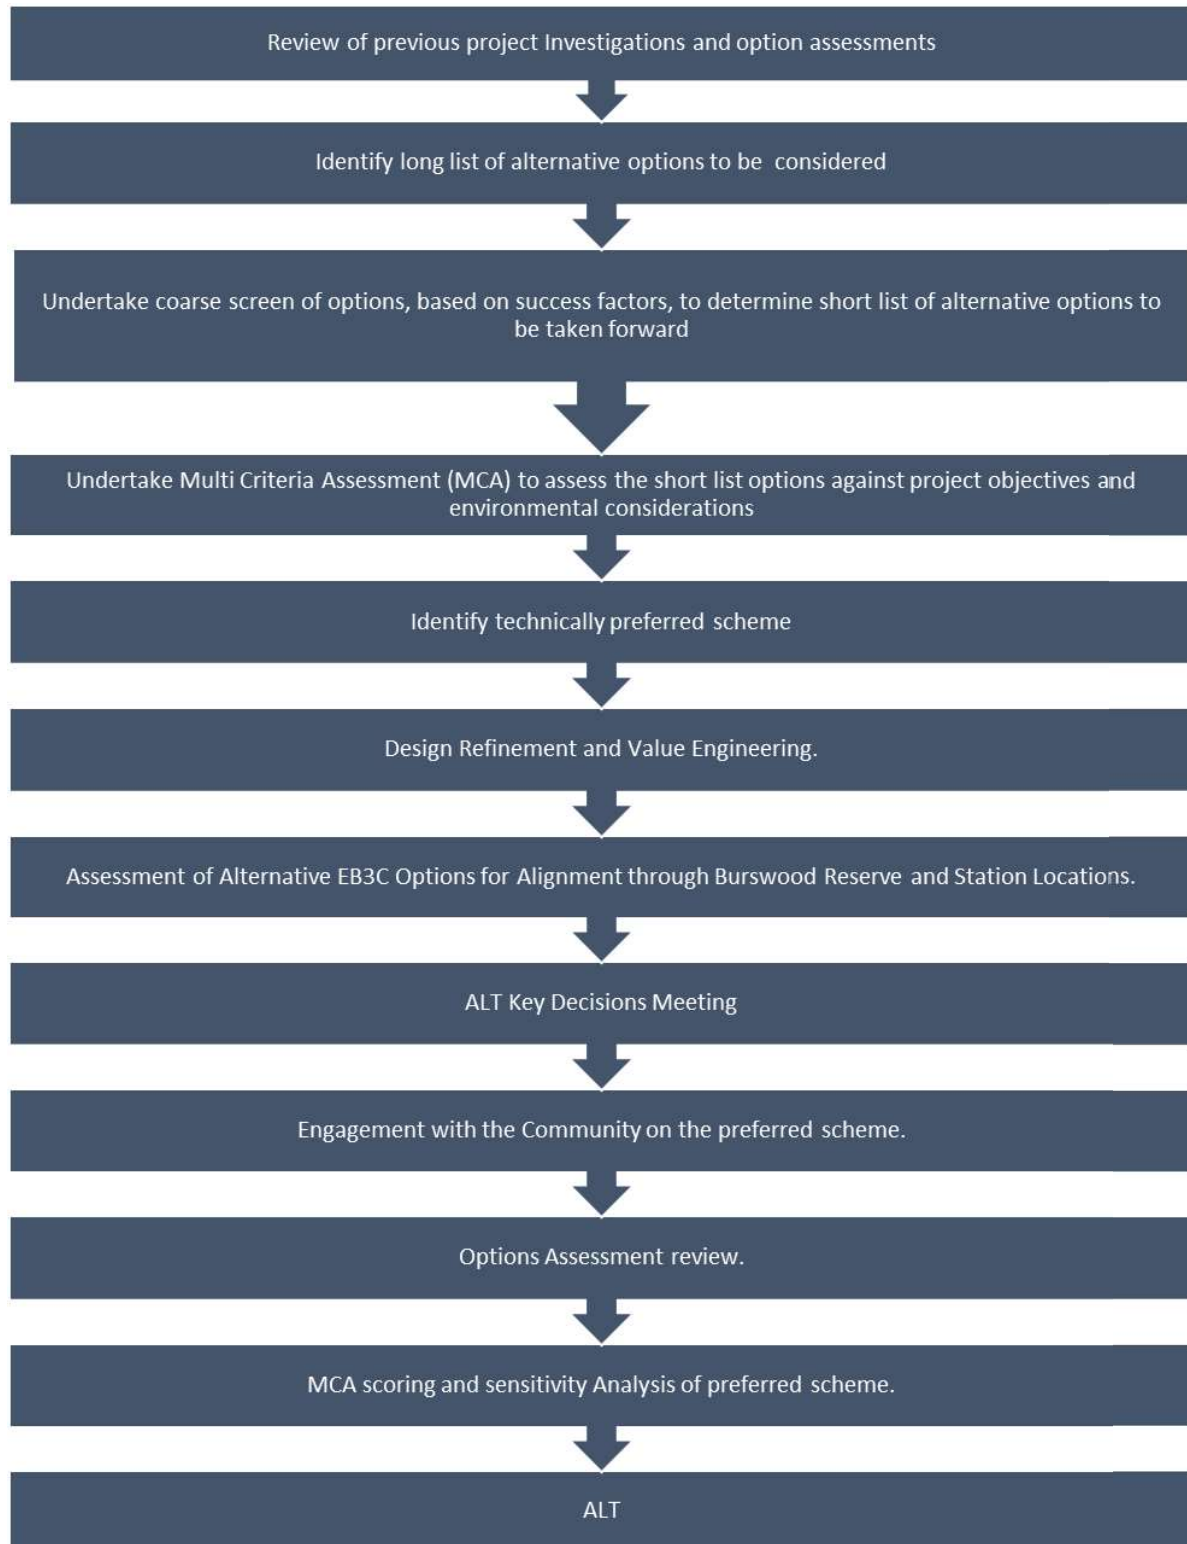 Review of previous project Investigations and option assessments
Identify long list of alternative options to be considered
Undertake coarse screen of options, based on success factors, to determine short list of alternative options to
be taken forward
Undertake Multi Criteria Assessment (MCA) to assess the short list options against project objectives and
environmental considerations
Identify technically preferred scheme
Design Refinement and Value Engineering.
Assessment of Alternative EB3C Options for Alignment through Burswood Reserve and Station Locations.
ALT Key Decisions Meeting
Engagement with the Community on the preferred scheme.
Options Assessment review.
MCA scoring and sensitivity Analysis of preferred scheme.
ALT